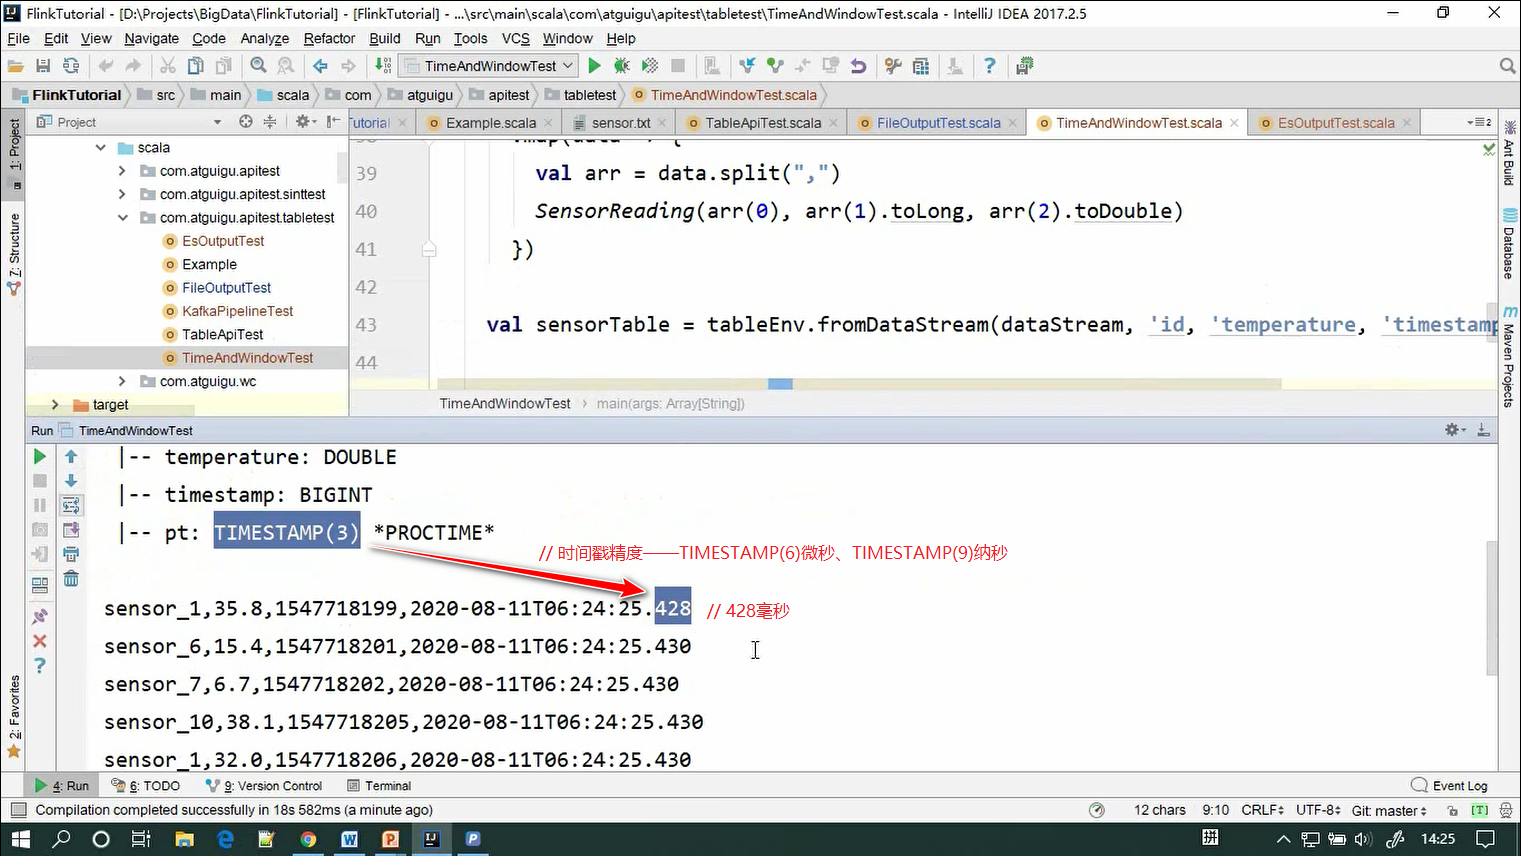 FlinkTutorial - [D:\Projects\BigData\FlinkTutorial] - [FlinkTutorial] - ...\src\main\scala\com\atguigu\apitest\tabletest\TimeAndWindowTest.scala - IntelliJ IDEA 2017.2.5
File Edit View Navigate Code Analyze Refactor Build Run Tools VCS Window Help
TimeAndWindowTest
FlinkTutorial src main scala com atguigu apitest tabletest TimeAndWindowTest.scala
Project
Tutorial Example.scala sensor.txt TableApiTest.scala FileOutputTest.scala TimeAndWindowTest.scala EsOutputTest.scala
2
1: Project
7: Structure
2: Favorites
Ant Build
Database
Maven Projects
scala
com.atguigu.apitest
com.atguigu.apitest.sinttest
com.atguigu.apitest.tabletest
EsOutputTest
Example
FileOutputTest
KafkaPipelineTest
TableApiTest
TimeAndWindowTest
com.atguigu.wc
target
39 val arr = data.split(",")
40 SensorReading(arr(0), arr(1).toLong, arr(2).toDouble)
41 })
42
43 val sensorTable = tableEnv.fromDataStream(dataStream, 'id, 'temperature, 'timestamp
44
TimeAndWindowTest main(args: Array[String])
Run TimeAndWindowTest
|-- temperature: DOUBLE
|-- timestamp: BIGINT
|-- pt: TIMESTAMP(3) *PROCTIME*
// 时间戳精度——TIMESTAMP(6)微秒、TIMESTAMP(9)纳秒
sensor_1,35.8,1547718199,2020-08-11T06:24:25.428 // 428毫秒
sensor_6,15.4,1547718201,2020-08-11T06:24:25.430
sensor_7,6.7,1547718202,2020-08-11T06:24:25.430
sensor_10,38.1,1547718205,2020-08-11T06:24:25.430
sensor_1,32.0,1547718206,2020-08-11T06:24:25.430
4: Run 6: TODO 9: Version Control Terminal Event Log
Compilation completed successfully in 18s 582ms (a minute ago) 12 chars 9:10 CRLF UTF-8 Git: master [T]
拼 14:25